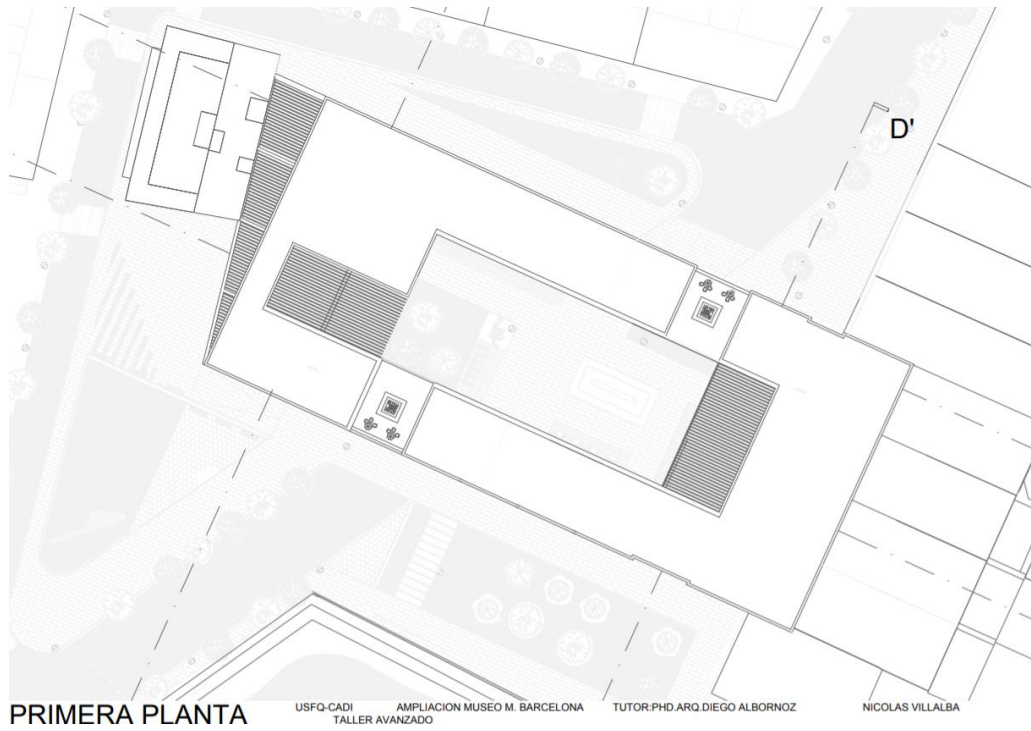 D'
PRIMERA PLANTA
USFQ-CADI AMPLIACION MUSEO M. BARCELONA TUTOR:PHD.ARQ.DIEGO ALBORNOZ NICOLAS VILLALBA
TALLER AVANZADO